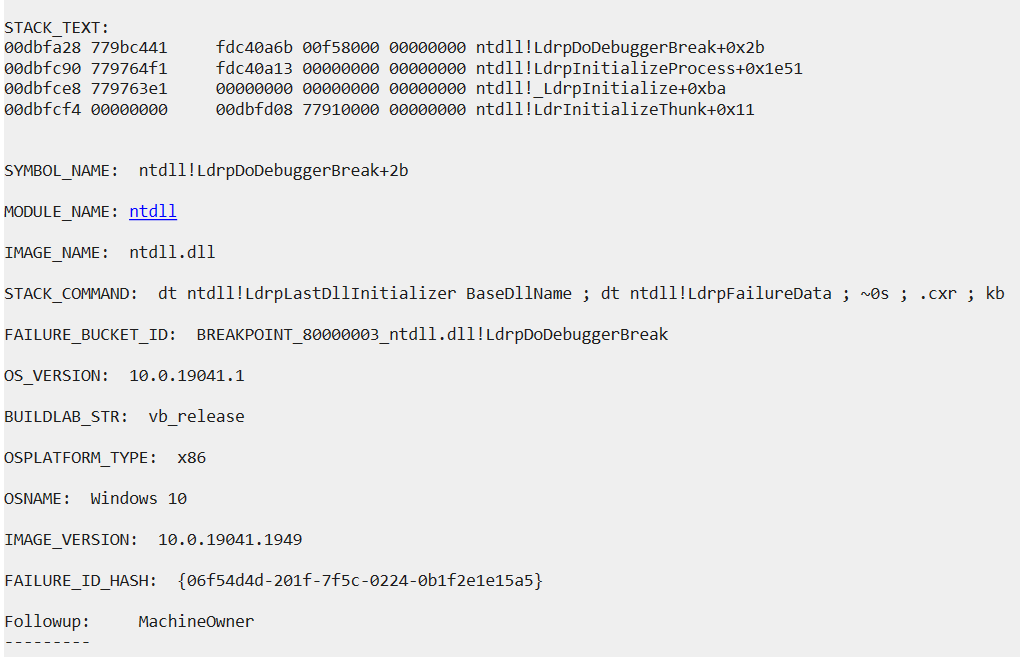 STACK_TEXT:
00dbfa28 779bc441     fdc40a6b 00f58000 00000000 ntdll!LdrpDoDebuggerBreak+0x2b
00dbfc90 779764f1     fdc40a13 00000000 00000000 ntdll!LdrpInitializeProcess+0x1e51
00dbfce8 779763e1     00000000 00000000 00000000 ntdll!_LdrpInitialize+0xba
00dbfcf4 00000000     00dbfd08 77910000 00000000 ntdll!LdrInitializeThunk+0x11
SYMBOL_NAME:  ntdll!LdrpDoDebuggerBreak+2b
MODULE_NAME: ntdll
IMAGE_NAME:  ntdll.dll
STACK_COMMAND:  dt ntdll!LdrpLastDllInitializer BaseDllName ; dt ntdll!LdrpFailureData ; ~0s ; .cxr ; kb
FAILURE_BUCKET_ID:  BREAKPOINT_80000003_ntdll.dll!LdrpDoDebuggerBreak
OS_VERSION:  10.0.19041.1
BUILDLAB_STR:  vb_release
OSPLATFORM_TYPE:  x86
OSNAME:  Windows 10
IMAGE_VERSION:  10.0.19041.1949
FAILURE_ID_HASH:  {06f54d4d-201f-7f5c-0224-0b1f2e1e15a5}
Followup:     MachineOwner
---------